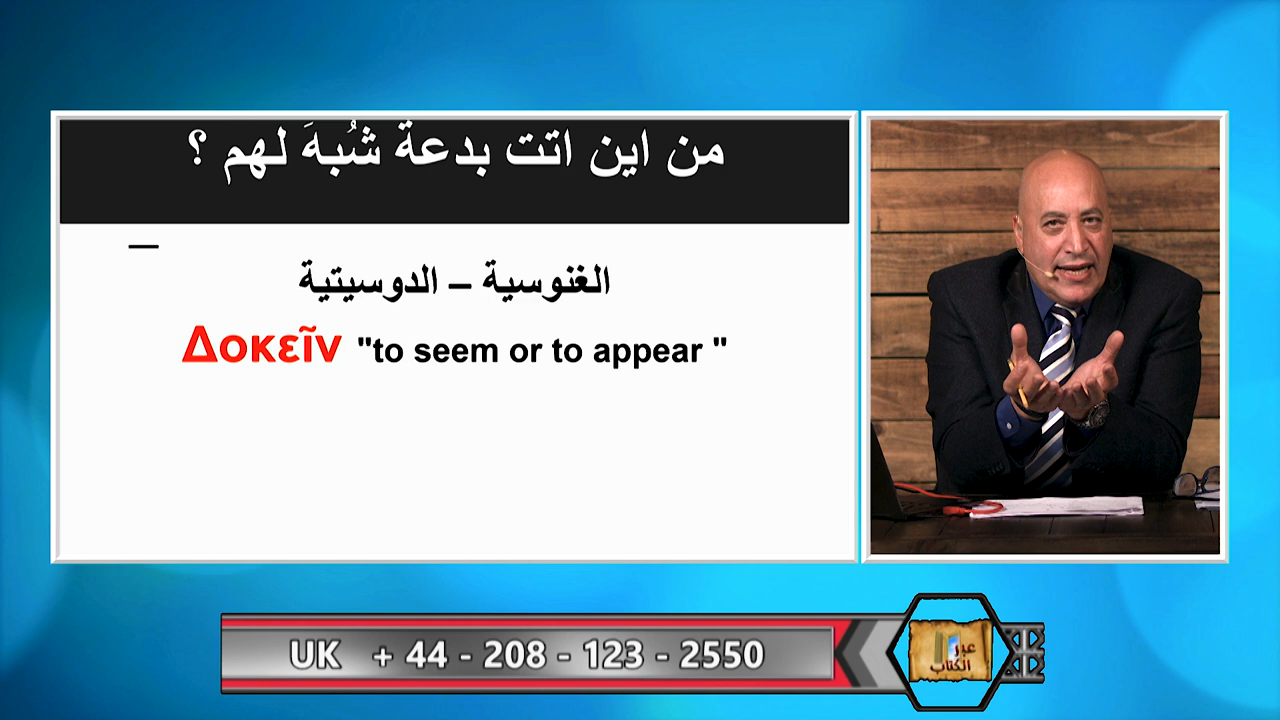 من اين اتت بدعة شُبهَ لهم ؟
الغنوسية – الدوسيتية
Δοκεῖν "to seem or to appear "
UK + 44 - 208 - 123 - 2550
عبر
الكتاب